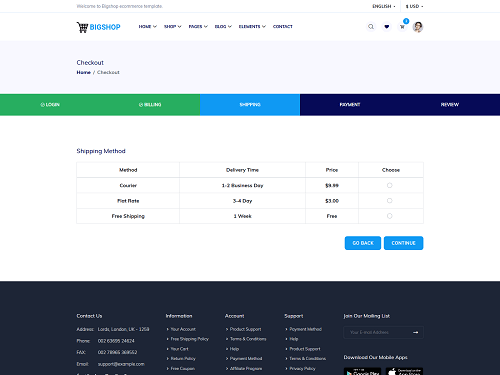 Welcome to Bigshop ecommerce template.
ENGLISH
$ USD
BIGSHOP
HOME SHOP PAGES BLOG ELEMENTS CONTACT
Checkout
Home / Checkout
LOGIN BILLING SHIPPING PAYMENT REVIEW
Shipping Method
Method Delivery Time Price Choose
Courier 1-2 Business Day $9.99
Flat Rate 3-4 Day $3.00
Free Shipping 1 Week Free
GO BACK CONTINUE
Contact Us Information Account Support Join Our Mailing List
Address: Lords, London, UK - 1259 Your Account Product Support Payment Method Your E-mail Address
Phone: 002 63695 24624 Free Shipping Policy Terms & Conditions Help
FAX: 002 78965 369552 Your Cart Help Product Support
Email: support@example.com Return Policy Payment Method Terms & Conditions Download Our Mobile Apps
Free Coupon Affiliate Program Privacy Policy